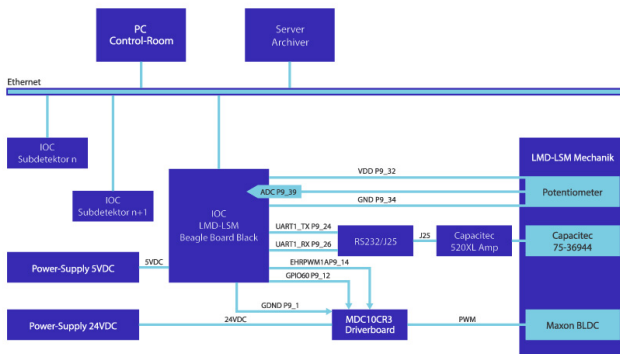 PC
Control-Room
Server
Archiver
Ethernet
IOC
Subdetektor n
IOC
Subdetektor n+1
IOC
LMD-LSM
Beagle Board Black
LMD-LSM Mechanik
VDD P9_32
ADC P9_39
GND P9_34
Potentiometer
UART1_TX P9_24
UART1_RX P9_26
RS232/J25
J2S
Capacitec
520XL Amp
Capacitec
75-36944
EHRPWM1AP9_14
GPIO60 P9_12
Power-Supply 5VDC
5VDC
GDND P9_1
Power-Supply 24VDC
24VDC
MDC10CR3
Driverboard
PWM
Maxon BLDC